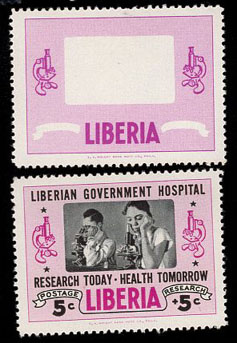 LIBERIA
LIBERIAN GOVERNMENT HOSPITAL
RESEARCH TODAY · HEALTH TOMORROW
POSTAGE RESEARCH
5c LIBERIA +5c